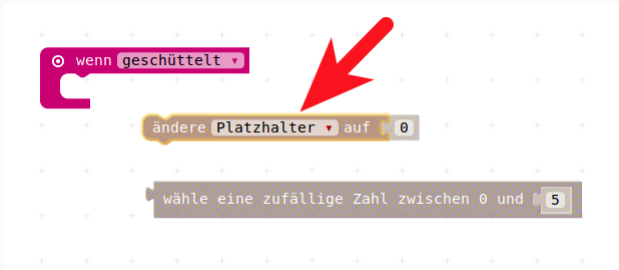 wenn geschüttelt
ändere Platzhalter auf 0
wähle eine zufällige Zahl zwischen 0 und 5